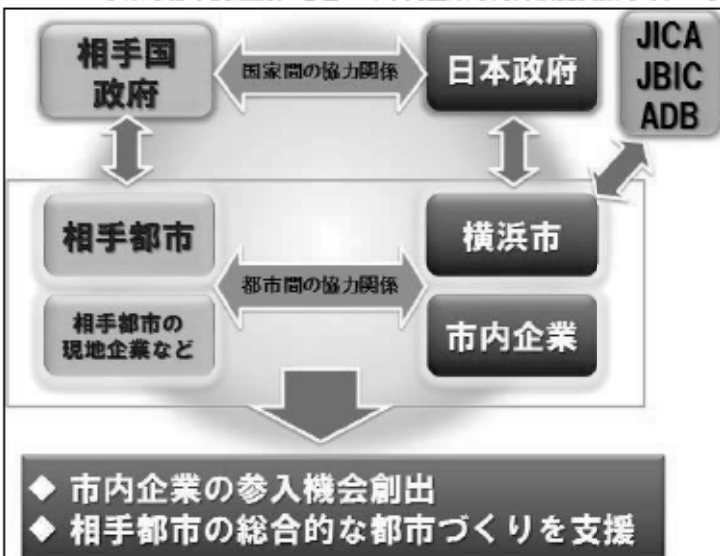 相手国
政府
国家間の協力関係
日本政府
JICA
JBIC
ADB
相手都市
横浜市
都市間の協力関係
相手都市の
現地企業など
市内企業
◆ 市内企業の参入機会創出
◆ 相手都市の総合的な都市づくりを支援